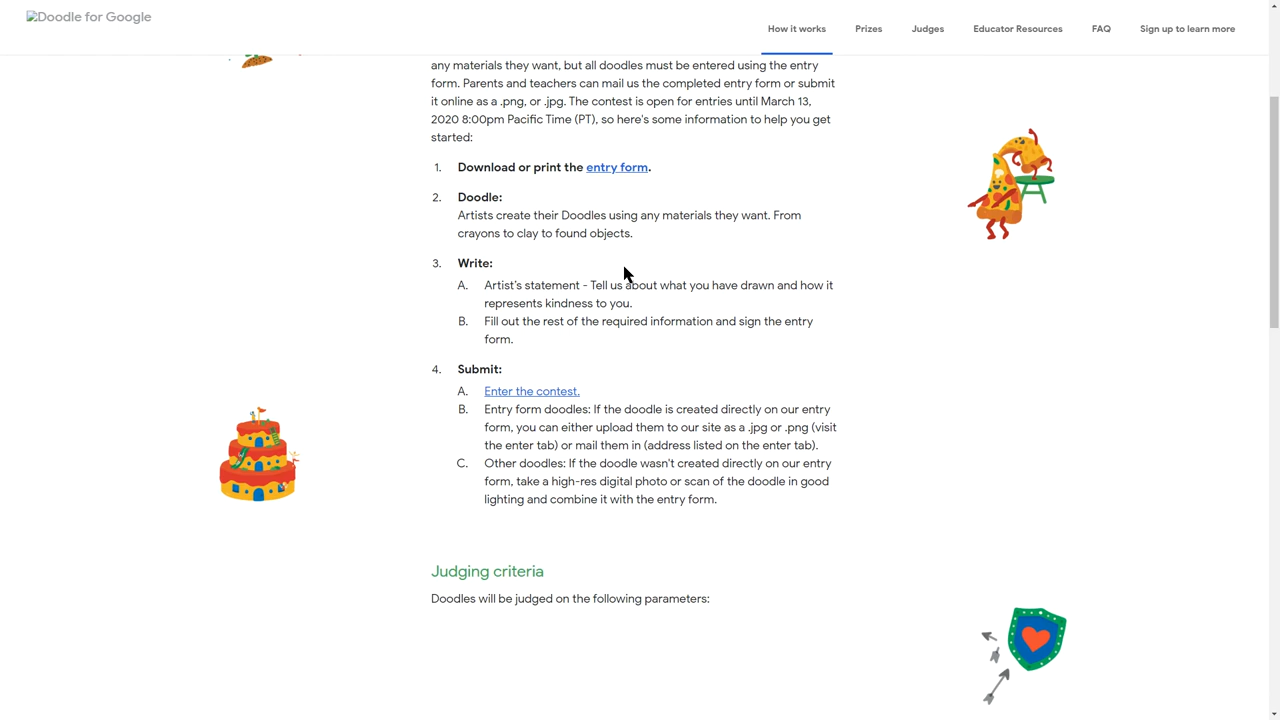 Doodle for Google
How it works
Prizes
Judges
Educator Resources
FAQ
Sign up to learn more
any materials they want, but all doodles must be entered using the entry
form. Parents and teachers can mail us the completed entry form or submit
it online as a .png, or .jpg. The contest is open for entries until March 13,
2020 8:00pm Pacific Time (PT), so here's some information to help you get
started:
1. Download or print the entry form.
2. Doodle:
Artists create their Doodles using any materials they want. From
crayons to clay to found objects.
3. Write:
A. Artist's statement - Tell us about what you have drawn and how it
represents kindness to you.
B. Fill out the rest of the required information and sign the entry
form.
4. Submit:
A. Enter the contest.
B. Entry form doodles: If the doodle is created directly on our entry
form, you can either upload them to our site as a .jpg or .png (visit
the enter tab) or mail them in (address listed on the enter tab).
C. Other doodles: If the doodle wasn't created directly on our entry
form, take a high-res digital photo or scan of the doodle in good
lighting and combine it with the entry form.
Judging criteria
Doodles will be judged on the following parameters: